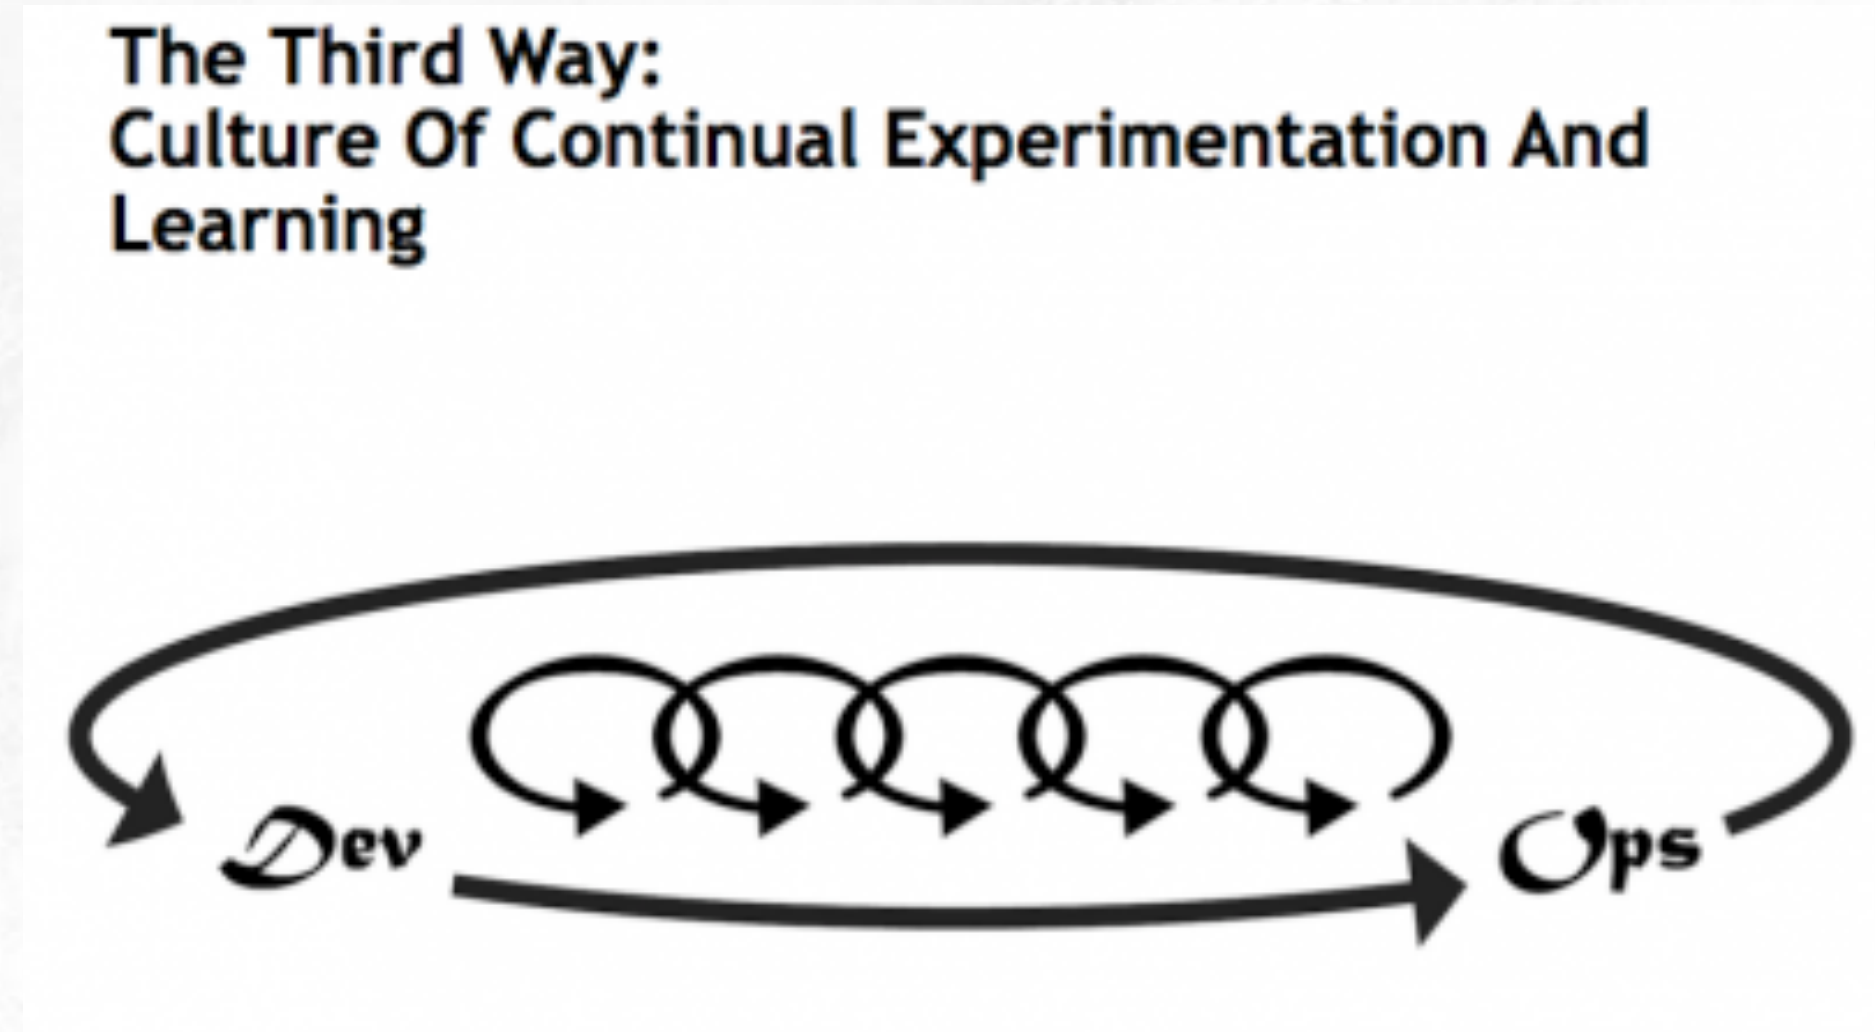 The Third Way:
Culture Of Continual Experimentation And
Learning
Dev
Ops